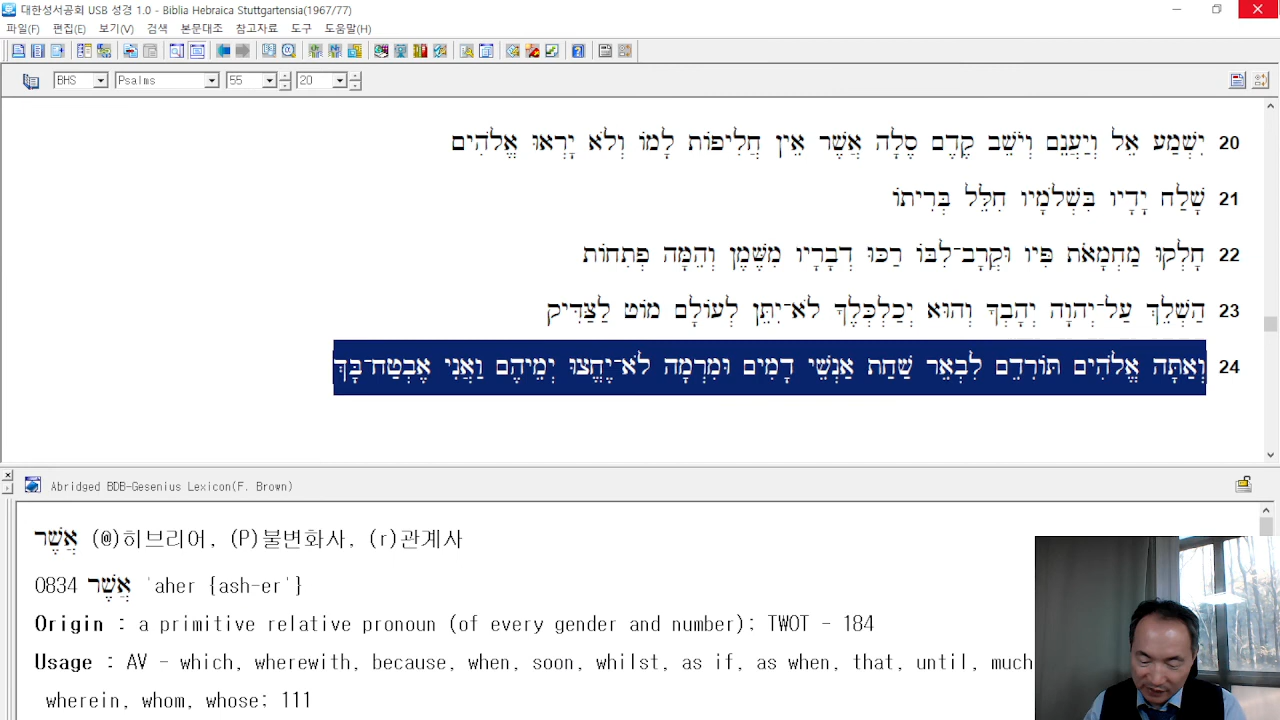 대한성서공회 USB 성경 1.0 - Biblia Hebraica Stuttgartensia(1967/77)
파일(F) 편집(E) 보기(V) 검색 본문대조 참고자료 도구 도움말(H)
BHS Psalms 55 20
20 יִשְׁמַע אֵל וְיַעֲנֵם וְיֹשֵׁב קֶדֶם סֶלָה אֲשֶׁר אֵין חֲלִיפוֹת לָמוֹ וְלֹא יָרְאוּ אֱלֹהִים
21 שָׁלַח יָדָיו בִּשְׁלֹמָיו חִלֵּל בְּרִיתוֹ
22 חָלְקוּ מַחְמָאֹת פִּיו וּקֲרָב־לִבּוֹ רַכּוּ דְבָרָיו מִשֶּׁמֶן וְהֵמָּה פְתִחוֹת
23 הַשְׁלֵךְ עַל־יְהוָה יְהָבְךָ וְהוּא יְכַלְכְּלֶךָ לֹא־יִתֵּן לְעוֹלָם מוֹט לַצַּדִּיק
24 וְאַתָּה אֱלֹהִים תּוֹרִדֵם לִבְאֵר שַׁחַת אַנְשֵׁי דָמִים וּמִרְמָה לֹא־יֶחֱצוּ יְמֵיהֶם וַאֲנִי אֶבְטַח־בָּךְ
Abridged BDB-Gesenius Lexicon(F. Brown)
אֲשֶׁר (@)히브리어, (P)불변화사, (r)관계사
0834 אֲשֶׁר ˈaher {ash-erˈ}
Origin : a primitive relative pronoun (of every gender and number); TWOT - 184
Usage : AV - which, wherewith, because, when, soon, whilst, as if, as when, that, until, much
wherein, whom, whose; 111